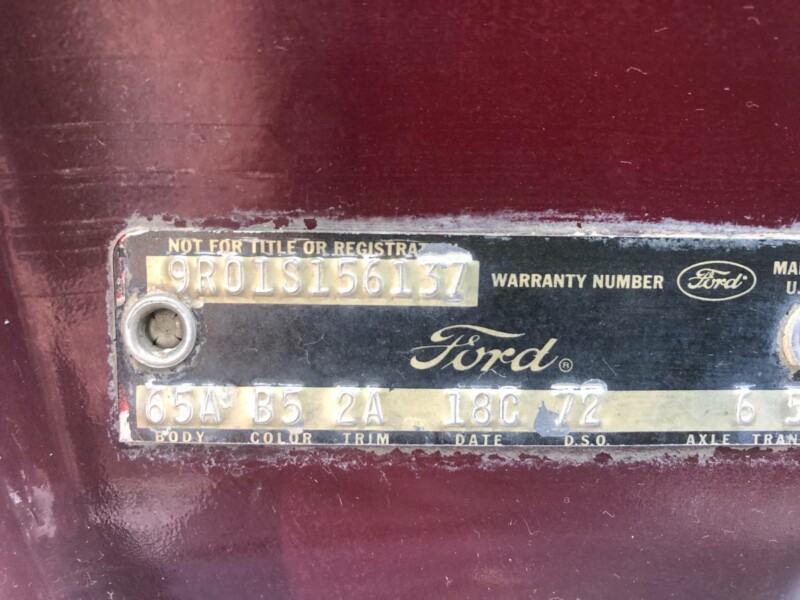 NOT FOR TITLE OR
9R01S156137 WARRANTY NUMBER Ford MA
U
Ford ®
65A B5 2A 18C 72 6 5
BODY COLOR TRIM DATE D.S.O. AXLE TRAN